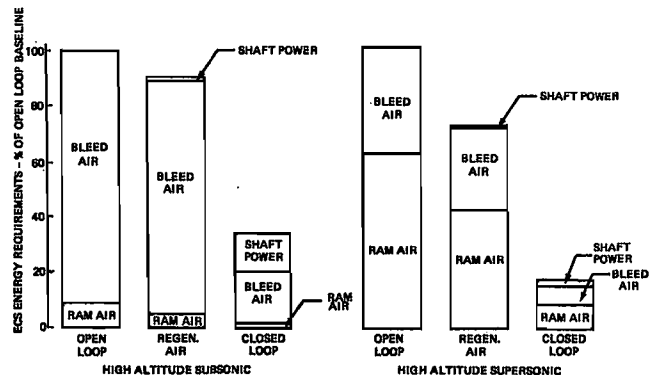 ECS ENERGY REQUIREMENTS - % OF OPEN LOOP BASELINE
100
80
60
40
20
0
BLEED
AIR
RAM AIR
OPEN
LOOP
SHAFT POWER
BLEED
AIR
RAM AIR
REGEN.
AIR
SHAFT
POWER
BLEED
AIR
RAM
AIR
CLOSED
LOOP
HIGH ALTITUDE SUBSONIC
BLEED
AIR
RAM AIR
OPEN
LOOP
SHAFT POWER
BLEED
AIR
RAM AIR
REGEN.
AIR
SHAFT
POWER
BLEED
AIR
RAM AIR
CLOSED
LOOP
HIGH ALTITUDE SUPERSONIC